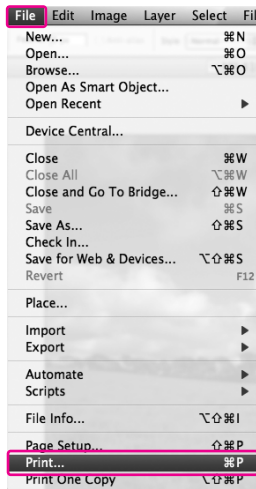 File Edit Image Layer Select Fil
New... ⌘N
Open... ⌘O
Browse... ⌥⌘O
Open As Smart Object...
Open Recent ▶
Device Central...
Close ⌘W
Close All ⌥⌘W
Close and Go To Bridge... ⇧⌘W
Save ⌘S
Save As... ⇧⌘S
Check In...
Save for Web & Devices... ⌥⇧⌘S
Revert F12
Place...
Import ▶
Export ▶
Automate ▶
Scripts ▶
File Info... ⌥⇧⌘I
Page Setup... ⇧⌘P
Print... ⌘P
Print One Copy ⌥⇧⌘P